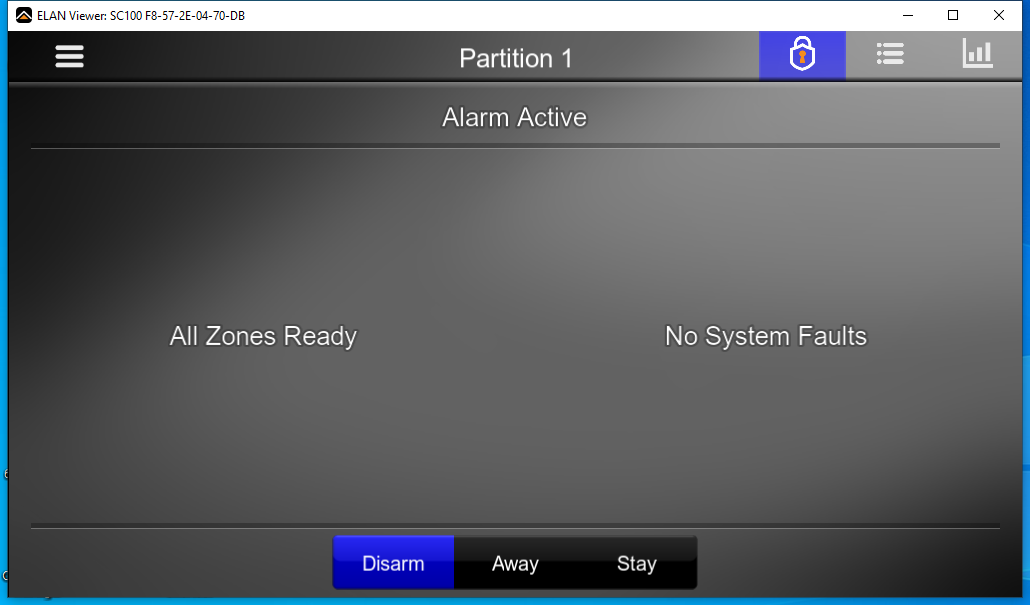 ELAN Viewer: SC100 F8-57-2E-04-70-DB
Partition 1
Alarm Active
All Zones Ready
No System Faults
Disarm
Away
Stay